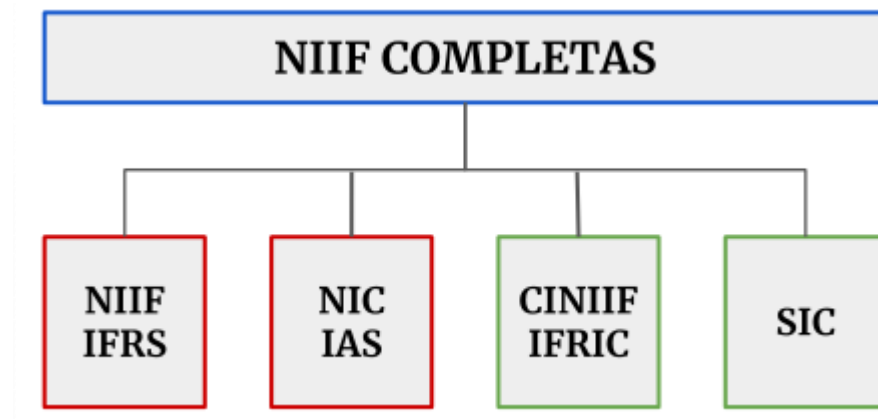 NIIF COMPLETAS
NIIF
IFRS
NIC
IAS
CINIIF
IFRIC
SIC